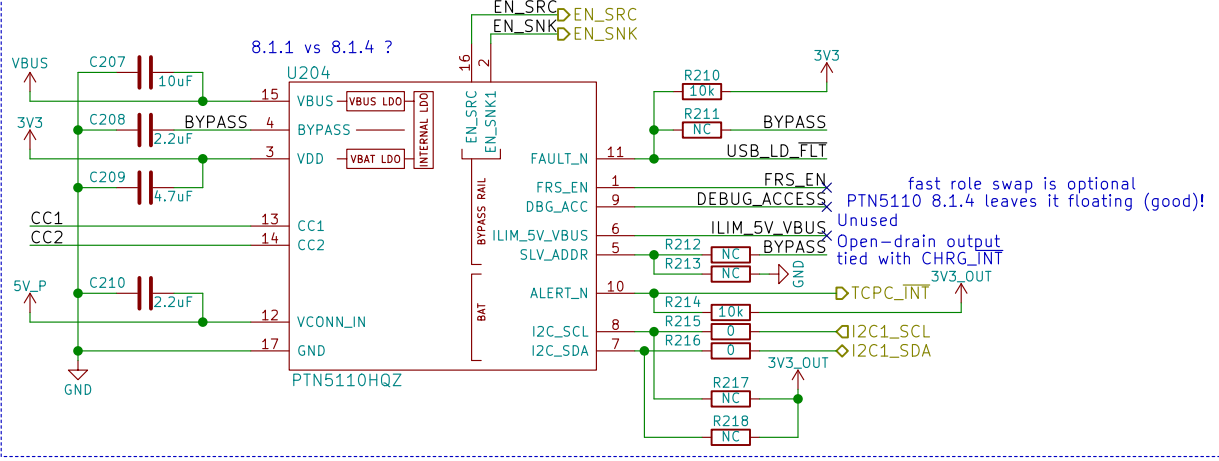 EN_SRC
EN_SRC
EN_SNK
EN_SNK
8.1.1 vs 8.1.4 ?
16
2
VBUS
C207
10uF
U204
15
VBUS
VBUS LDO
INTERNAL LDO
EN_SRC
EN_SNK1
C208
2.2uF
BYPASS
4
BYPASS
3V3
3
VDD
VBAT LDO
C209
4.7uF
CC1
13
CC1
CC2
14
CC2
5V_P
C210
2.2uF
12
VCONN_IN
17
GND
GND
PTN5110HQZ
BYPASS RAIL
BAT
FAULT_N
11
FRS_EN
1
DBG_ACC
9
ILIM_5V_VBUS
6
SLV_ADDR
5
ALERT_N
10
I2C_SCL
8
I2C_SDA
7
3V3
R210
10k
R211
NC
BYPASS
USB_LD_FLT
FRS_EN
fast role swap is optional
DEBUG_ACCESS
PTN5110 8.1.4 leaves it floating (good)!
Unused
ILIM_5V_VBUS
Open-drain output
tied with CHRG_INT
R212
NC
BYPASS
R213
NC
GND
3V3_OUT
TCPC_INT
R214
10k
R215
0
I2C1_SCL
R216
0
I2C1_SDA
3V3_OUT
R217
NC
R218
NC